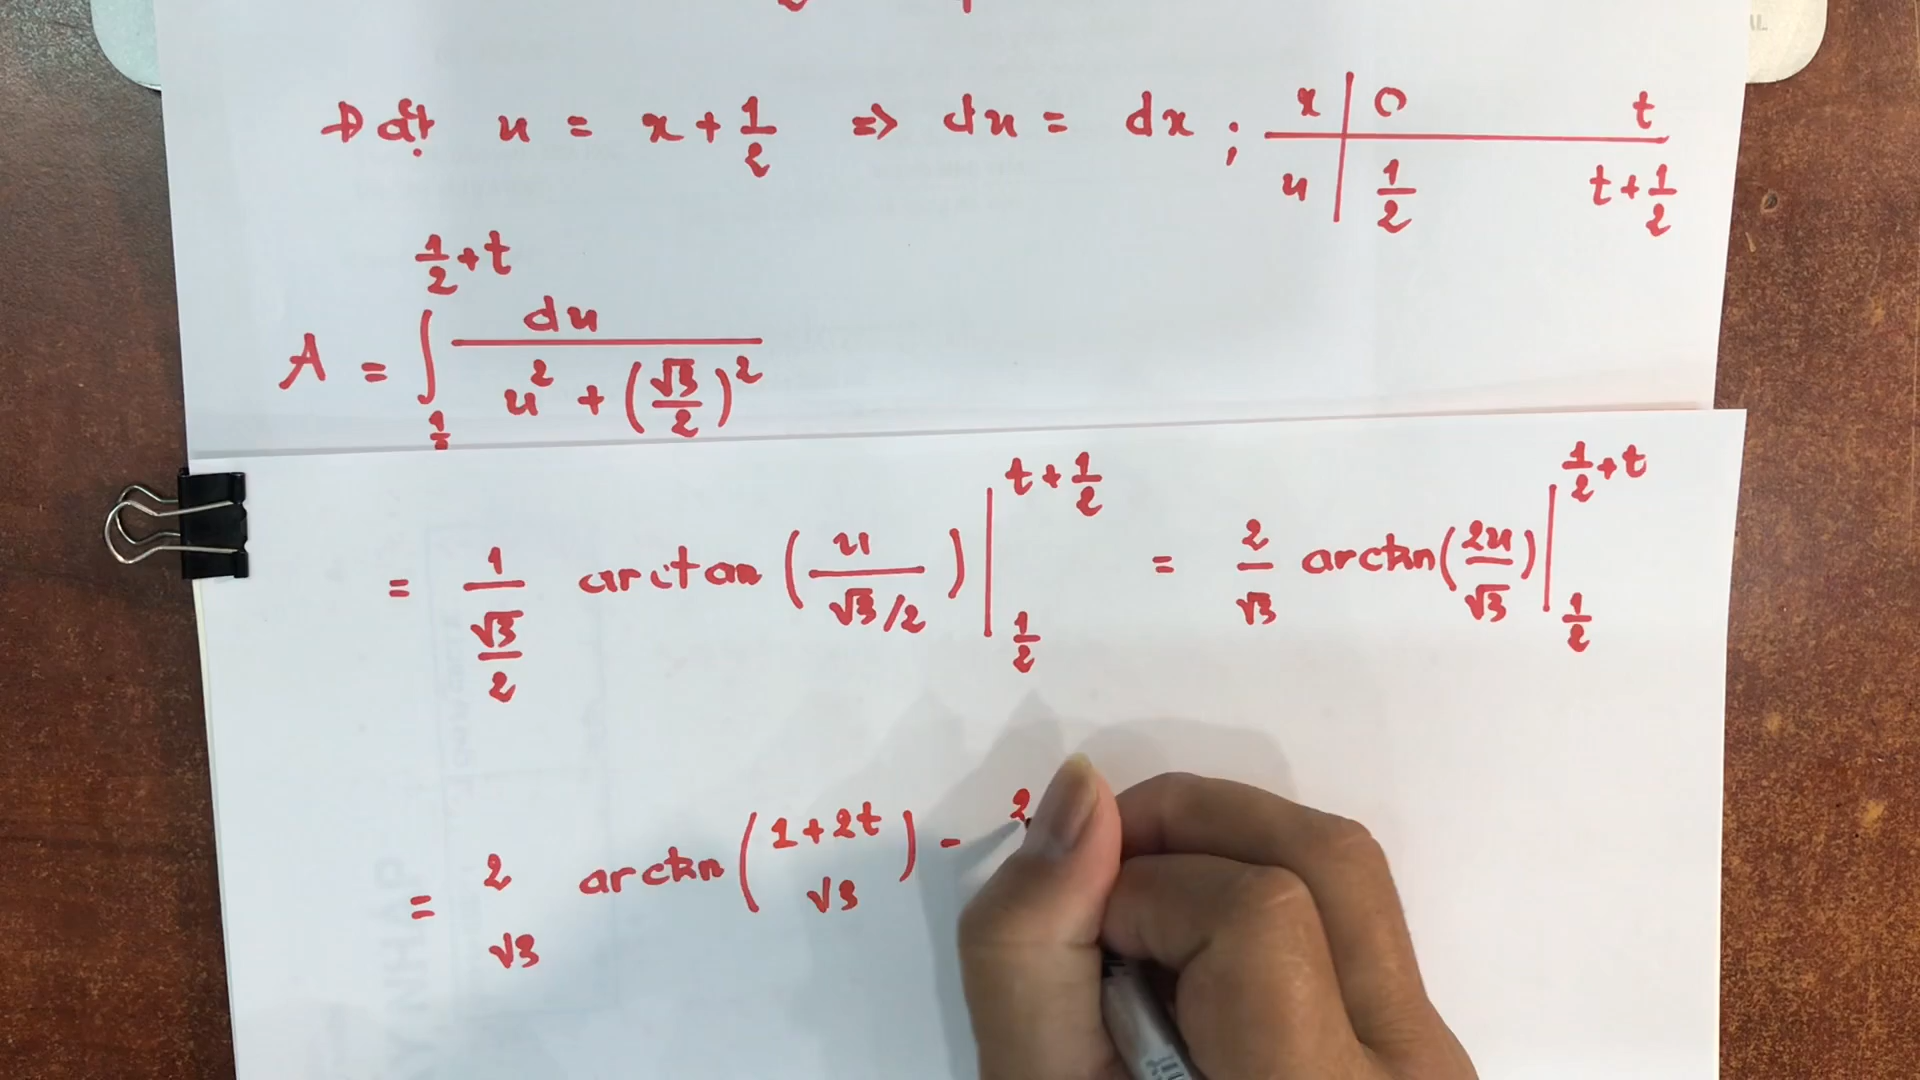 Đặt u = x + 1/2 => du = dx ; x | 0 t
u | 1/2 t + 1/2
A = ∫_{1/2}^{1/2 + t} du / (u² + (√3/2)²)
= 1/(√3/2) arctan (u/(√3/2)) |_{1/2}^{t + 1/2} = 2/√3 arctan (2u/√3) |_{1/2}^{1/2 + t}
= 2/√3 arctan ((1+2t)/√3) - 2